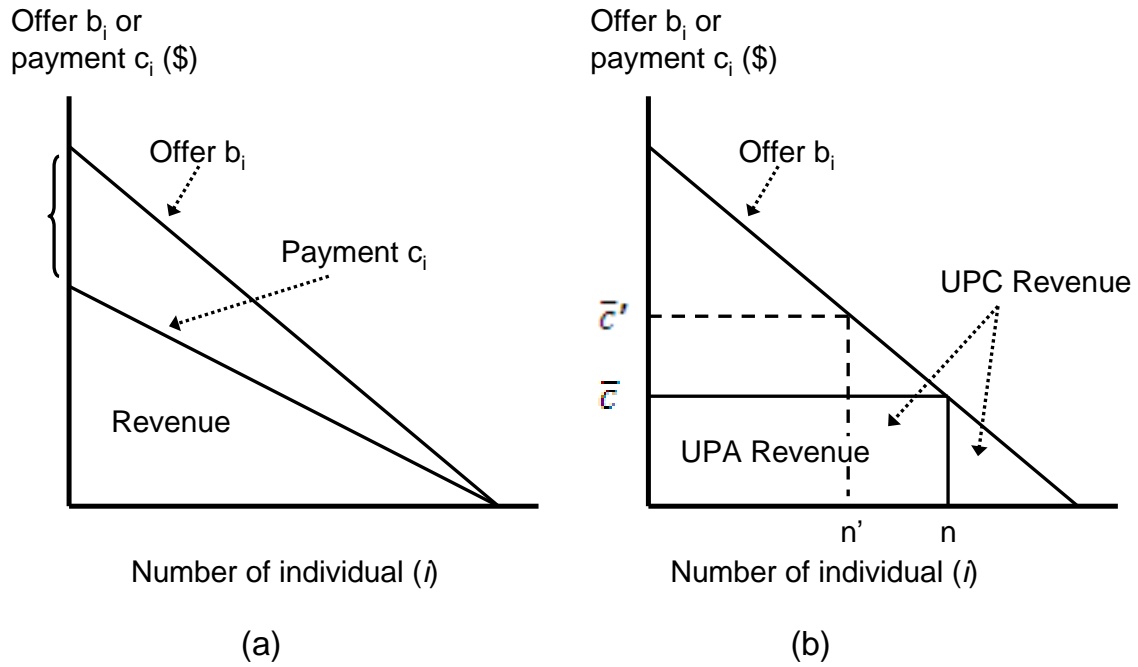 Offer bᵢ or
payment cᵢ ($)
Offer bᵢ
Payment cᵢ
Revenue
Number of individual (i)
(a)
Offer bᵢ or
payment cᵢ ($)
Offer bᵢ
UPC Revenue
c̅'
c̅
UPA Revenue
n' n
Number of individual (i)
(b)